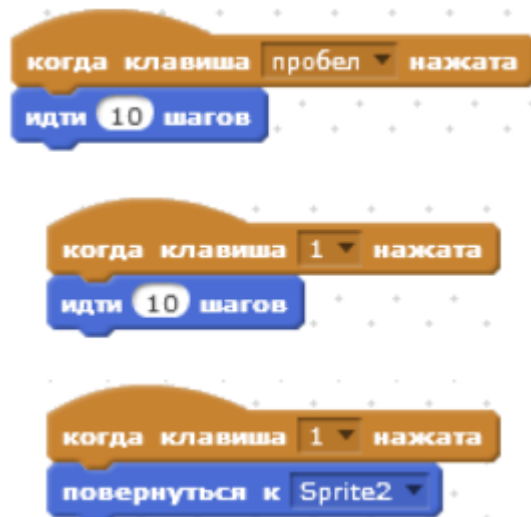 когда клавиша пробел нажата
идти 10 шагов
когда клавиша 1 нажата
идти 10 шагов
когда клавиша 1 нажата
повернуться к Sprite2